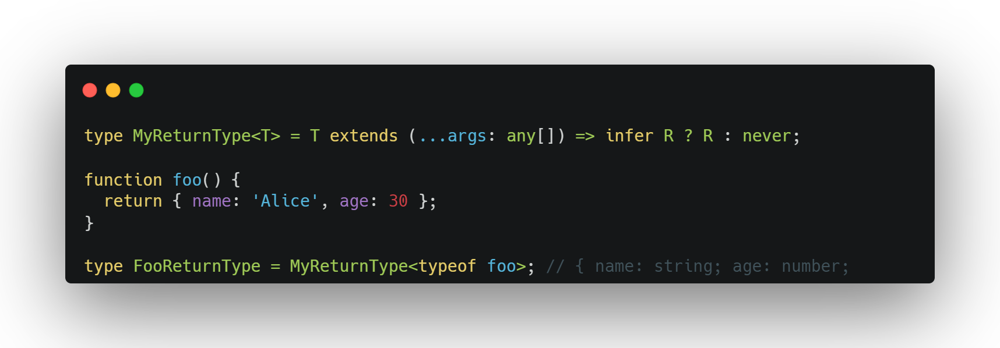 type MyReturnType<T> = T extends (...args: any[]) => infer R ? R : never;
function foo() {
  return { name: 'Alice', age: 30 };
}
type FooReturnType = MyReturnType<typeof foo>; // { name: string; age: number;